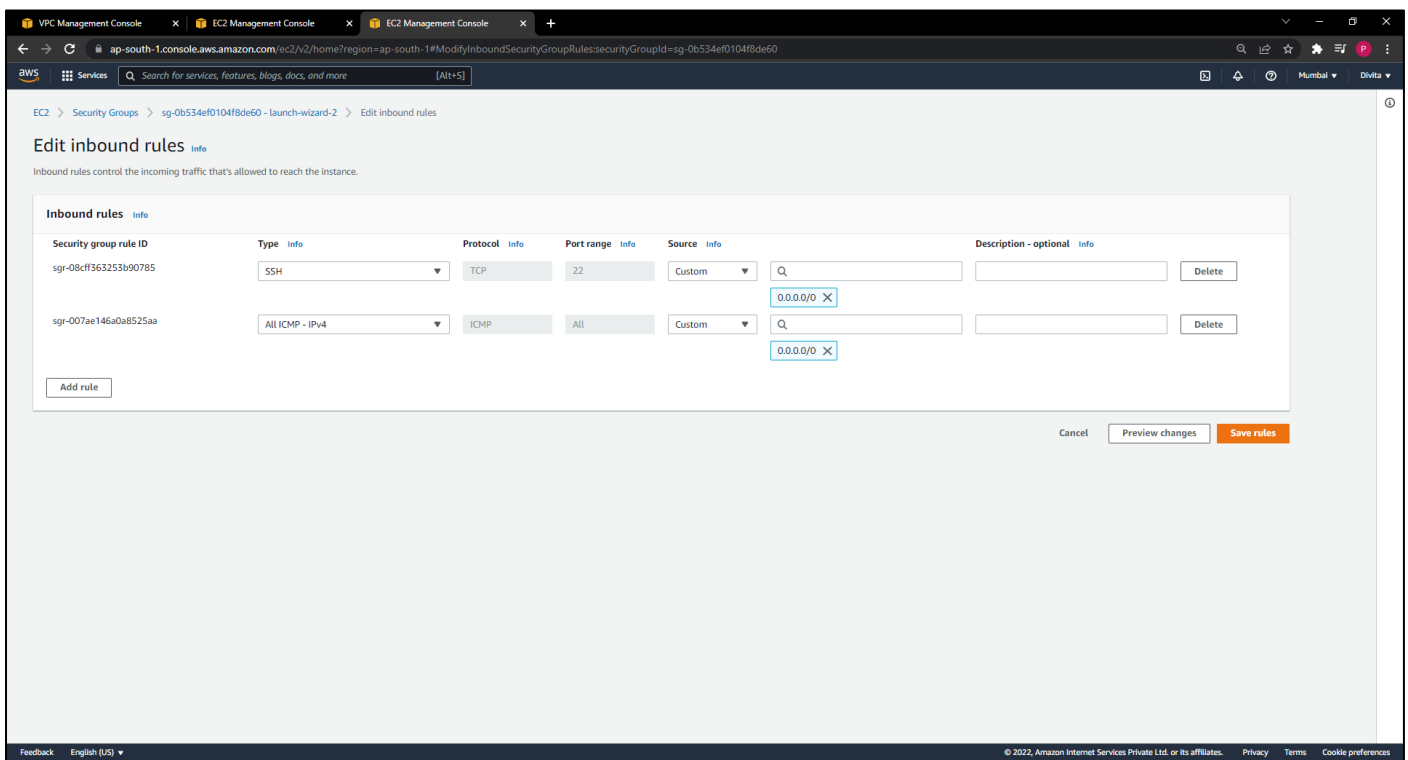 VPC Management Console EC2 Management Console EC2 Management Console
ap-south-1.console.aws.amazon.com/ec2/v2/home?region=ap-south-1#ModifyInboundSecurityGroupRules:securityGroupId=sg-0b534ef0104f8de60 P
aws Services Search for services, features, blogs, docs, and more [Alt+S] Mumbai Divita
EC2 > Security Groups > sg-0b534ef0104f8de60 - launch-wizard-2 > Edit inbound rules
Edit inbound rules Info
Inbound rules control the incoming traffic that's allowed to reach the instance.
Inbound rules Info
Security group rule ID Type Info Protocol Info Port range Info Source Info Description - optional Info
sgr-08cff363253b90785 SSH TCP 22 Custom Delete
0.0.0.0/0
sgr-007ae146a0a8525aa All ICMP - IPv4 ICMP All Custom Delete
0.0.0.0/0
Add rule
Cancel Preview changes Save rules
Feedback English (US) © 2022, Amazon Internet Services Private Ltd. or its affiliates. Privacy Terms Cookie preferences